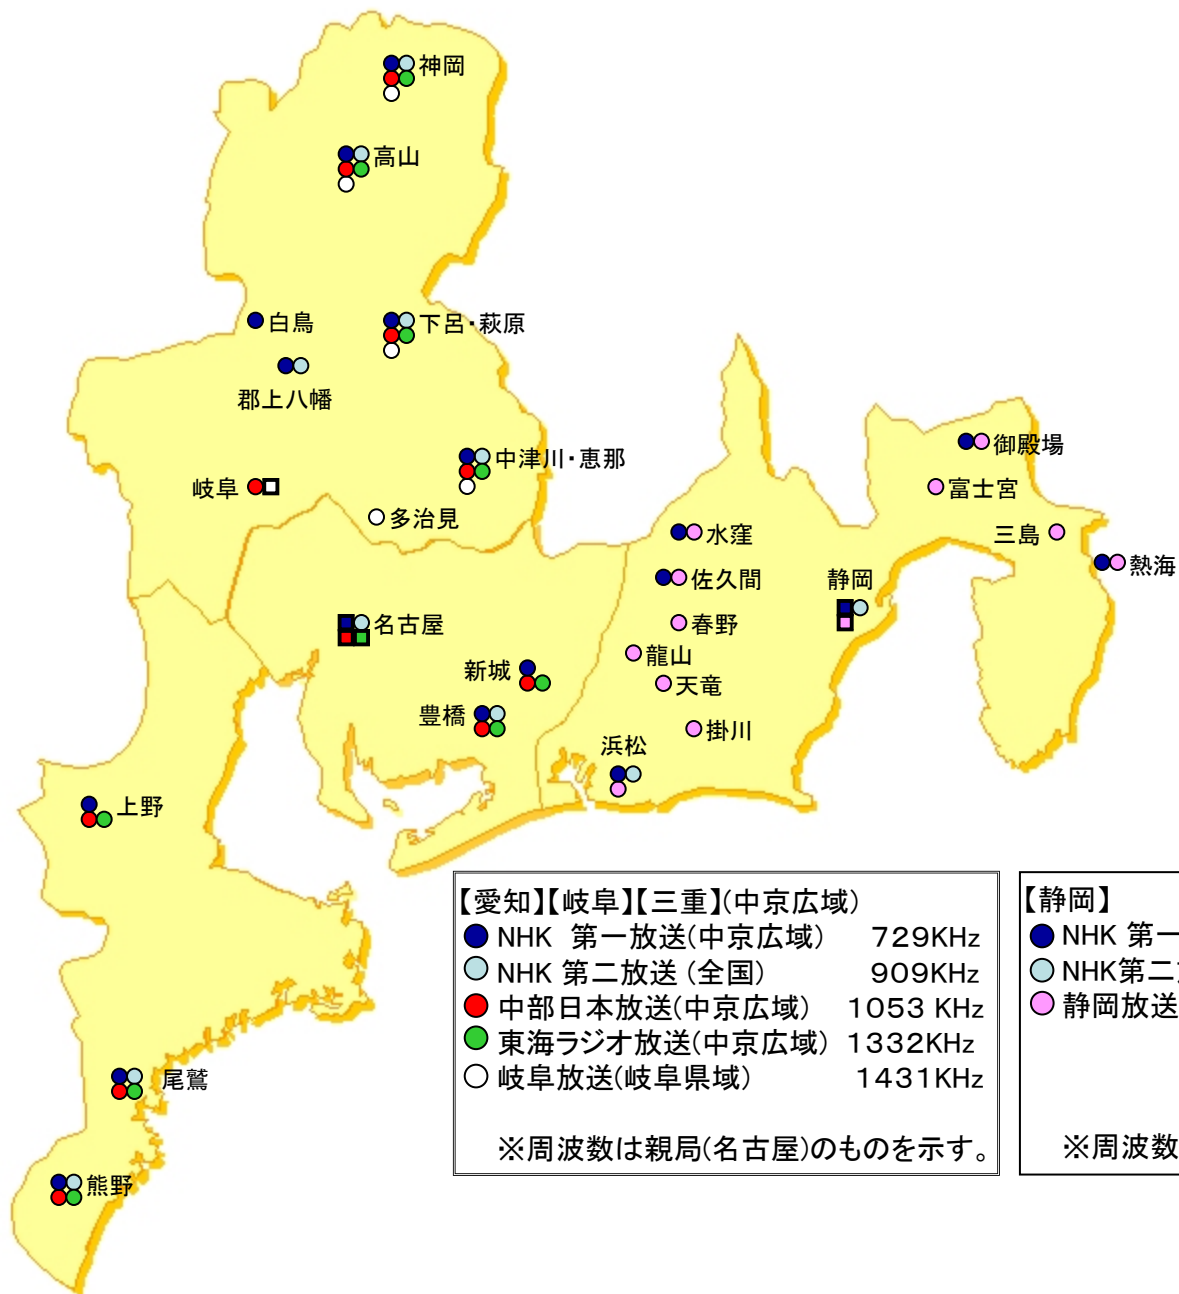 神岡
高山
白鳥
下呂・萩原
郡上八幡
中津川・恵那
岐阜
多治見
御殿場
富士宮
三島
熱海
水窪
佐久間
静岡
春野
名古屋
龍山
新城
天竜
豊橋
掛川
浜松
上野
尾鷲
熊野
【愛知】【岐阜】【三重】(中京広域)
NHK 第一放送(中京広域) 729KHz
NHK 第二放送 (全国) 909KHz
中部日本放送(中京広域) 1053 KHz
東海ラジオ放送(中京広域) 1332KHz
岐阜放送(岐阜県域) 1431KHz
※周波数は親局(名古屋)のものを示す。
【静岡】
NHK 第一
NHK第二
静岡放送
※周波数